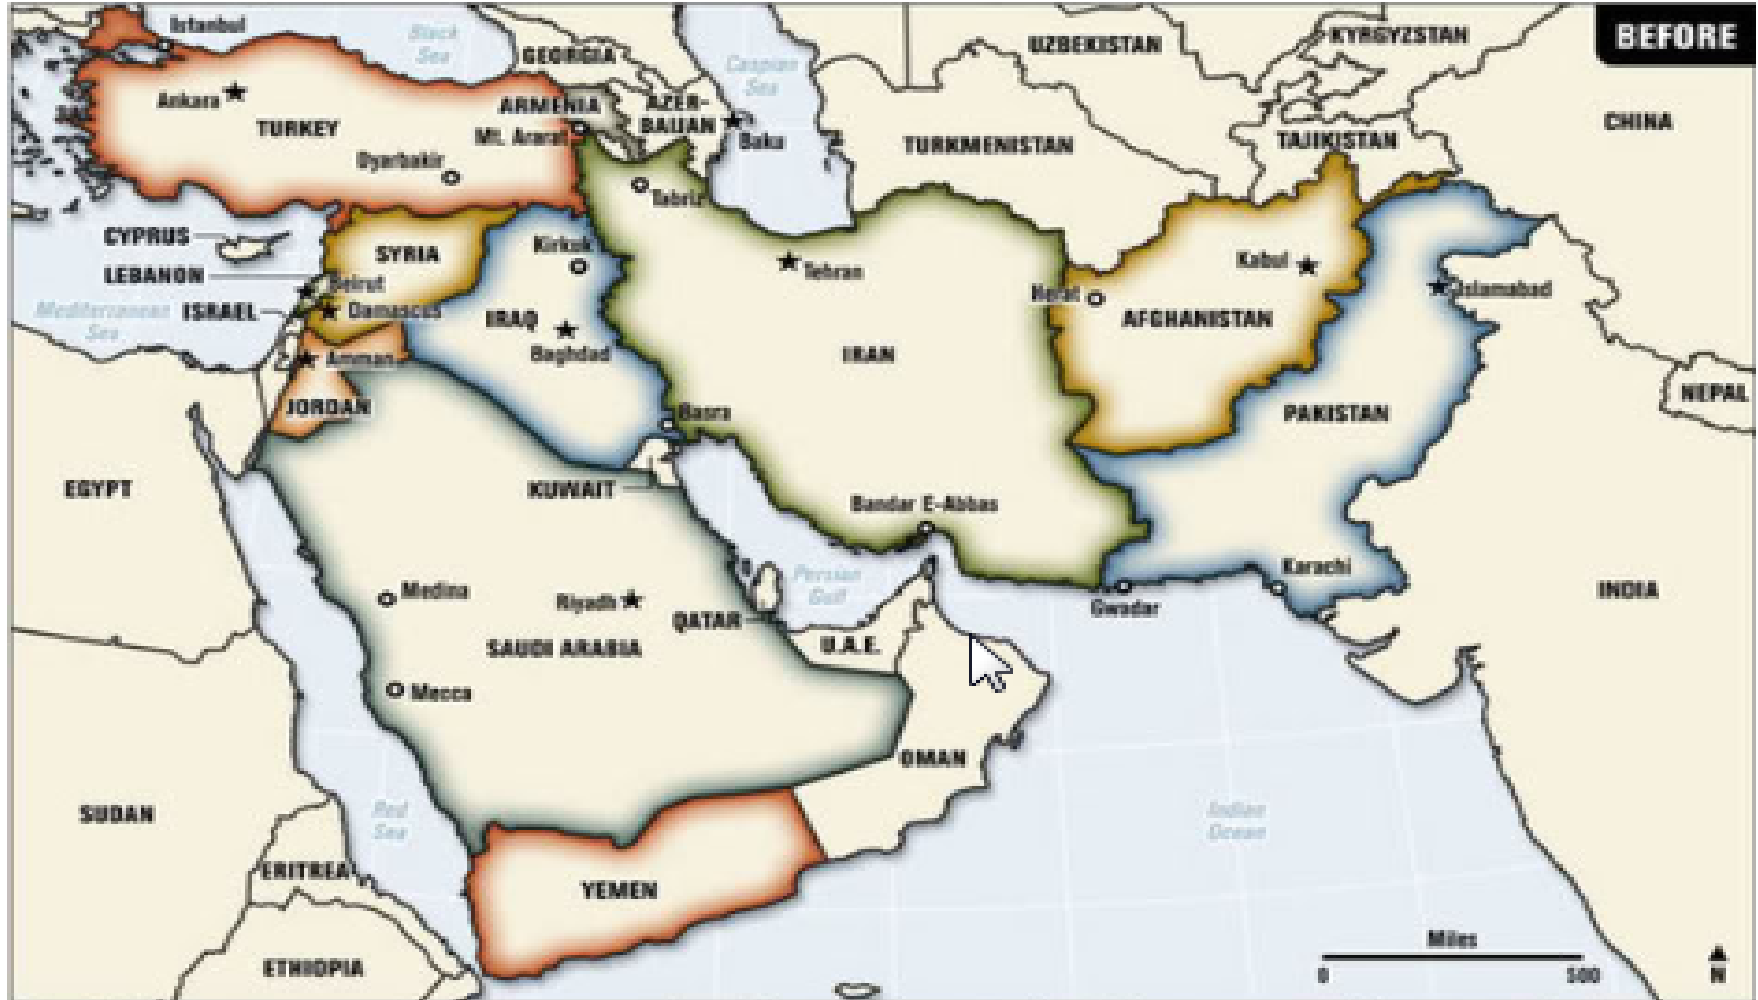 BEFORE
Istanbul
Black
Sea
GEORGIA
UZBEKISTAN
KYRGYZSTAN
Caspian
Sea
Ankara
TURKEY
ARMENIA
AZER-
BAIJAN
Baku
Mt. Ararat
TURKMENISTAN
TAJIKISTAN
CHINA
Dyarbakir
Tabriz
CYPRUS
SYRIA
Kirkuk
Tehran
Kabul
LEBANON
Beirut
Herat
Islamabad
Mediterranean
Sea
ISRAEL
Damascus
IRAQ
Baghdad
AFGHANISTAN
Amman
IRAN
JORDAN
Basra
PAKISTAN
NEPAL
EGYPT
KUWAIT
Bandar E-Abbas
Medina
Riyadh
QATAR
Persian
Gulf
Gwadar
Karachi
INDIA
SAUDI ARABIA
U.A.E.
Mecca
OMAN
SUDAN
Red
Sea
Indian
Ocean
ERITREA
YEMEN
ETHIOPIA
Miles
0
500
N